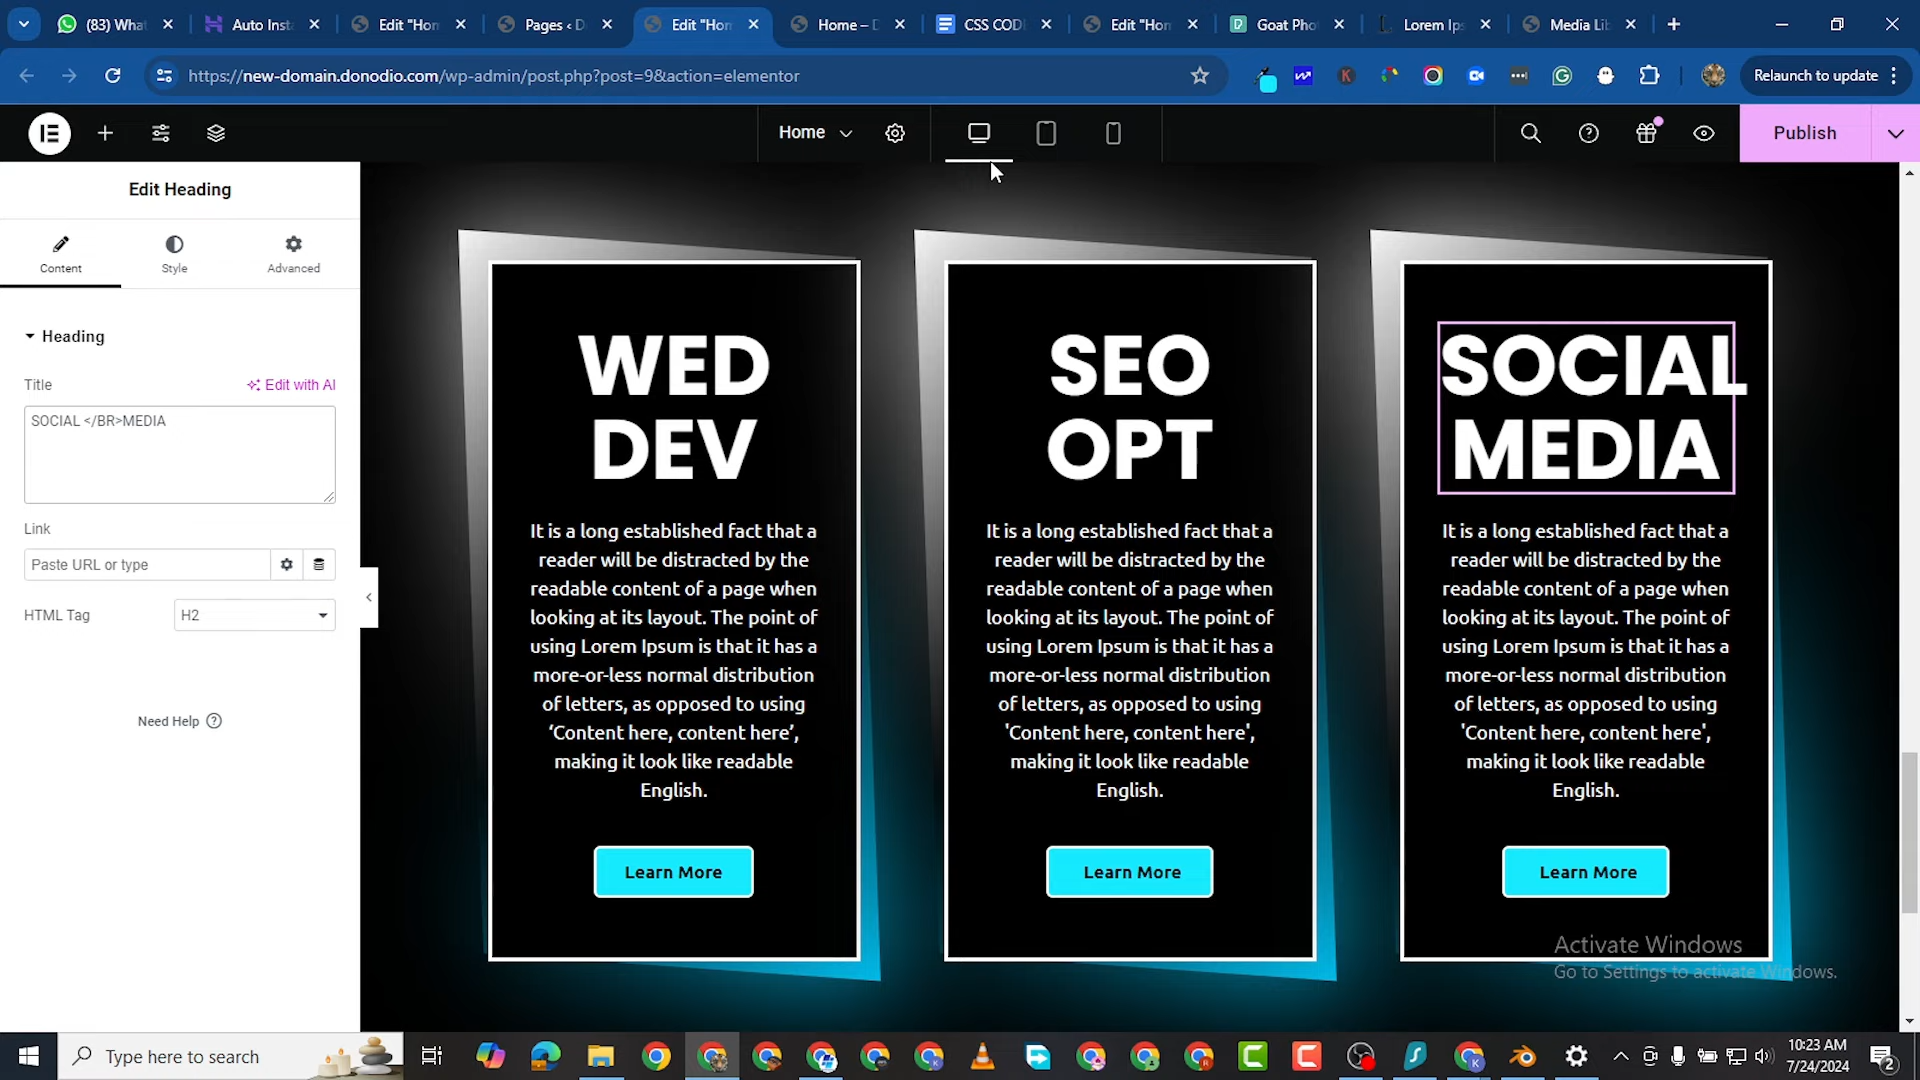 (83) What
Auto Inst
Edit "Hom
Pages ‹ D
Edit "Hom
Home – D
CSS CODI
Edit "Hom
Goat Pho
Lorem Ips
Media Lib
https://new-domain.donodio.com/wp-admin/post.php?post=9&action=elementor
Relaunch to update
Home
Publish
Edit Heading
Content
Style
Advanced
Heading
Title
Edit with AI
SOCIAL </BR>MEDIA
Link
Paste URL or type
HTML Tag
H2
Need Help
WED
DEV
It is a long established fact that a
reader will be distracted by the
readable content of a page when
looking at its layout. The point of
using Lorem Ipsum is that it has a
more-or-less normal distribution
of letters, as opposed to using
‘Content here, content here’,
making it look like readable
English.
Learn More
SEO
OPT
It is a long established fact that a
reader will be distracted by the
readable content of a page when
looking at its layout. The point of
using Lorem Ipsum is that it has a
more-or-less normal distribution
of letters, as opposed to using
'Content here, content here',
making it look like readable
English.
Learn More
SOCIAL
MEDIA
It is a long established fact that a
reader will be distracted by the
readable content of a page when
looking at its layout. The point of
using Lorem Ipsum is that it has a
more-or-less normal distribution
of letters, as opposed to using
'Content here, content here',
making it look like readable
English.
Learn More
Activate Windows
Go to Settings to activate Windows.
Type here to search
10:23 AM
7/24/2024
2